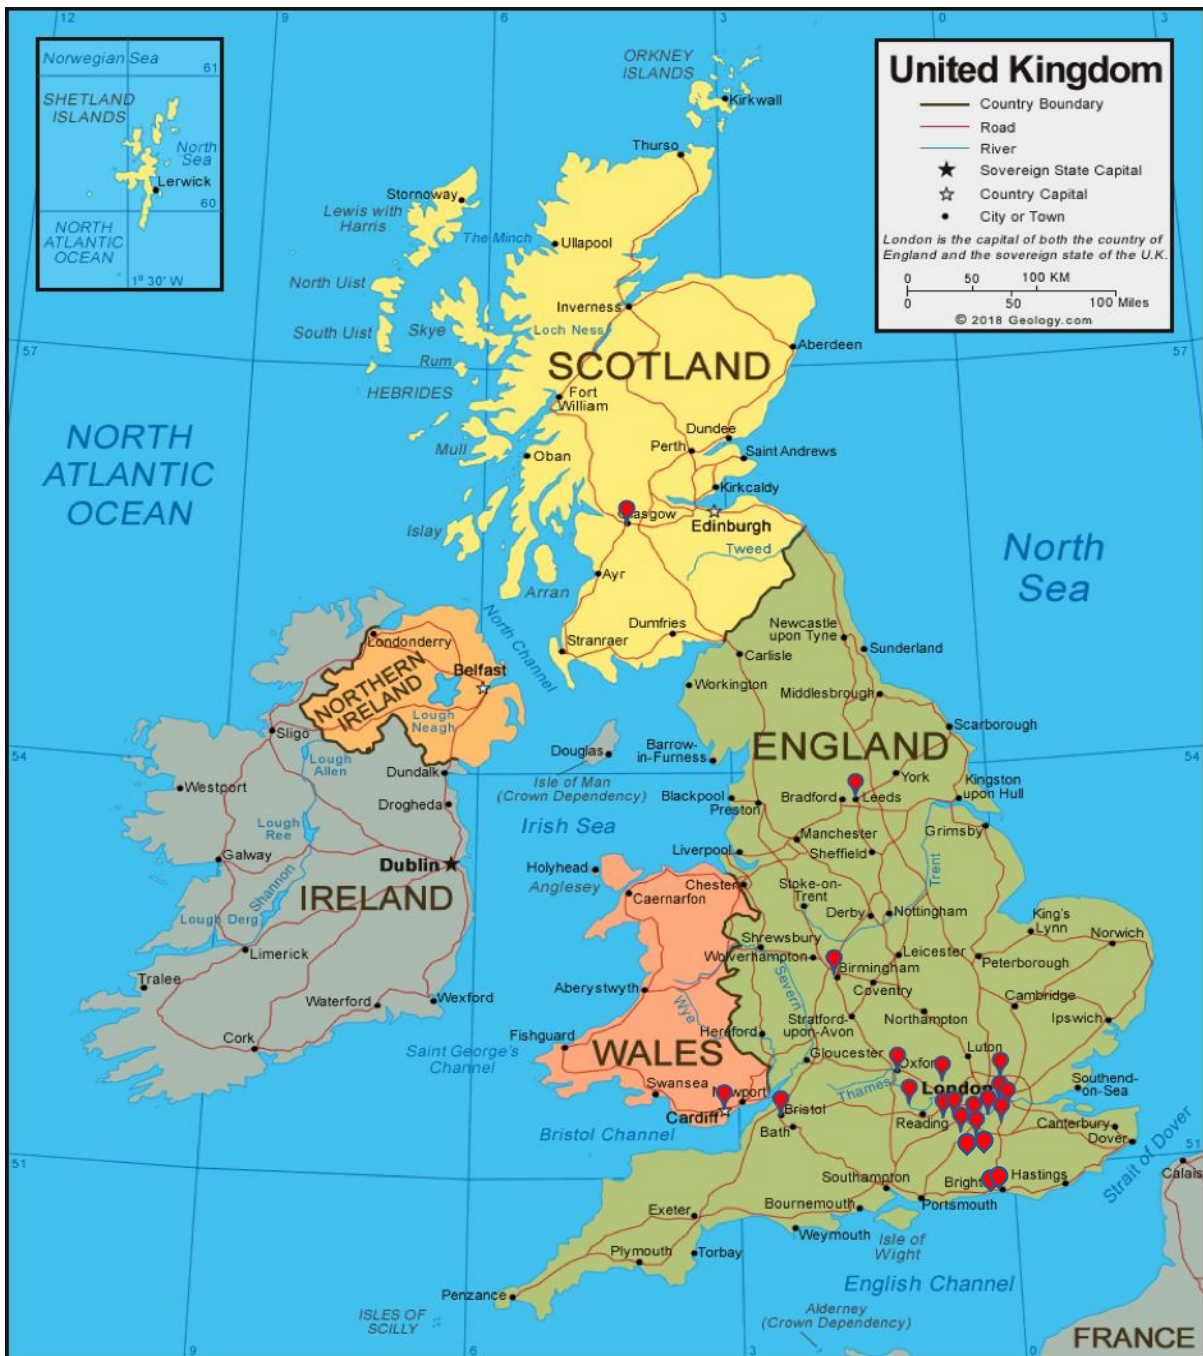 12
9
6
3
0
3
Norwegian Sea
61
SHETLAND
ISLANDS
North
Sea
Lerwick
60
NORTH
ATLANTIC
OCEAN
1° 30' W
ORKNEY
ISLANDS
Kirkwall
Thurso
United Kingdom
Country Boundary
Road
River
Sovereign State Capital
Country Capital
City or Town
London is the capital of both the country of
England and the sovereign state of the U.K.
0 50 100 KM
0 50 100 Miles
© 2018 Geology.com
Stornoway
Lewis with
Harris
The Minch
Ullapool
North Uist
Inverness
South Uist
Skye
Loch Ness
57
Rum
SCOTLAND
Aberdeen
57
HEBRIDES
Fort
William
NORTH
ATLANTIC
OCEAN
Mull
Oban
Dundee
Perth
Saint Andrews
Kirkcaldy
Islay
Glasgow
Edinburgh
Tweed
North
Sea
Ayr
Arran
North Channel
Londonderry
Dumfries
Stranraer
Newcastle
upon Tyne
Sunderland
Carlisle
Belfast
NORTHERN
IRELAND
Workington
Middlesbrough
Lough
Neagh
Sligo
Scarborough
54
Lough
Allen
Douglas
Barrow-
in-Furness
ENGLAND
54
Dundalk
Isle of Man
(Crown Dependency)
York
Westport
Drogheda
Blackpool
Preston
Bradford
Leeds
Kingston
upon Hull
Lough
Ree
Irish Sea
Manchester
Grimsby
Galway
Dublin
Liverpool
Sheffield
Trent
Holyhead
Anglesey
Shannon
IRELAND
Caernarfon
Chester
Stoke-on-
Trent
Lough Derg
Derby
Nottingham
King's
Lynn
Norwich
Limerick
Shrewsbury
Wolverhampton
Leicester
Peterborough
Birmingham
Tralee
Aberystwyth
Severn
Coventry
Waterford
Wexford
Wye
Stratford-
upon-Avon
Northampton
Cambridge
Ipswich
Cork
Fishguard
Hereford
Saint George's
Channel
WALES
Gloucester
Oxford
Luton
Swansea
Newport
Thames
London
Southend-
on-Sea
Cardiff
Bristol
Reading
Canterbury
Bristol Channel
Bath
Dover
51
51
Strait of Dover
Calais
Southampton
Bright
Hastings
Exeter
Bournemouth
Portsmouth
Weymouth
Isle of
Wight
Plymouth
Torbay
English Channel
Penzance
ISLES OF
SCILLY
Alderney
(Crown Dependency)
FRANCE
9
6
3
0